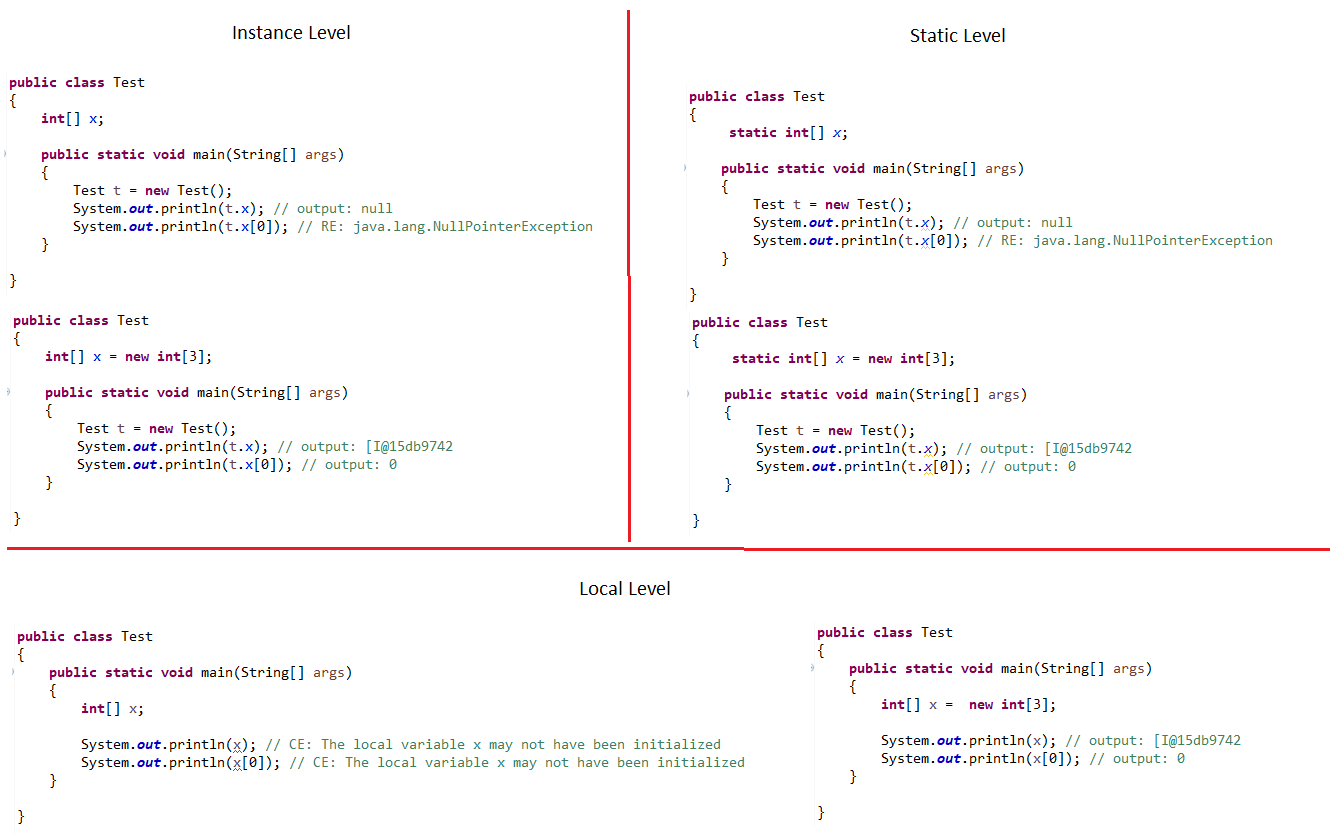 Instance Level
public class Test
{
int[] x;
public static void main(String[] args)
{
Test t = new Test();
System.out.println(t.x); // output: null
System.out.println(t.x[0]); // RE: java.lang.NullPointerException
}
}
public class Test
{
int[] x = new int[3];
public static void main(String[] args)
{
Test t = new Test();
System.out.println(t.x); // output: [I@15db9742
System.out.println(t.x[0]); // output: 0
}
}
Static Level
public class Test
{
static int[] x;
public static void main(String[] args)
{
Test t = new Test();
System.out.println(t.x); // output: null
System.out.println(t.x[0]); // RE: java.lang.NullPointerException
}
}
public class Test
{
static int[] x = new int[3];
public static void main(String[] args)
{
Test t = new Test();
System.out.println(t.x); // output: [I@15db9742
System.out.println(t.x[0]); // output: 0
}
}
Local Level
public class Test
{
public static void main(String[] args)
{
int[] x;
System.out.println(x); // CE: The local variable x may not have been initialized
System.out.println(x[0]); // CE: The local variable x may not have been initialized
}
}
public class Test
{
public static void main(String[] args)
{
int[] x =  new int[3];
System.out.println(x); // output: [I@15db9742
System.out.println(x[0]); // output: 0
}
}